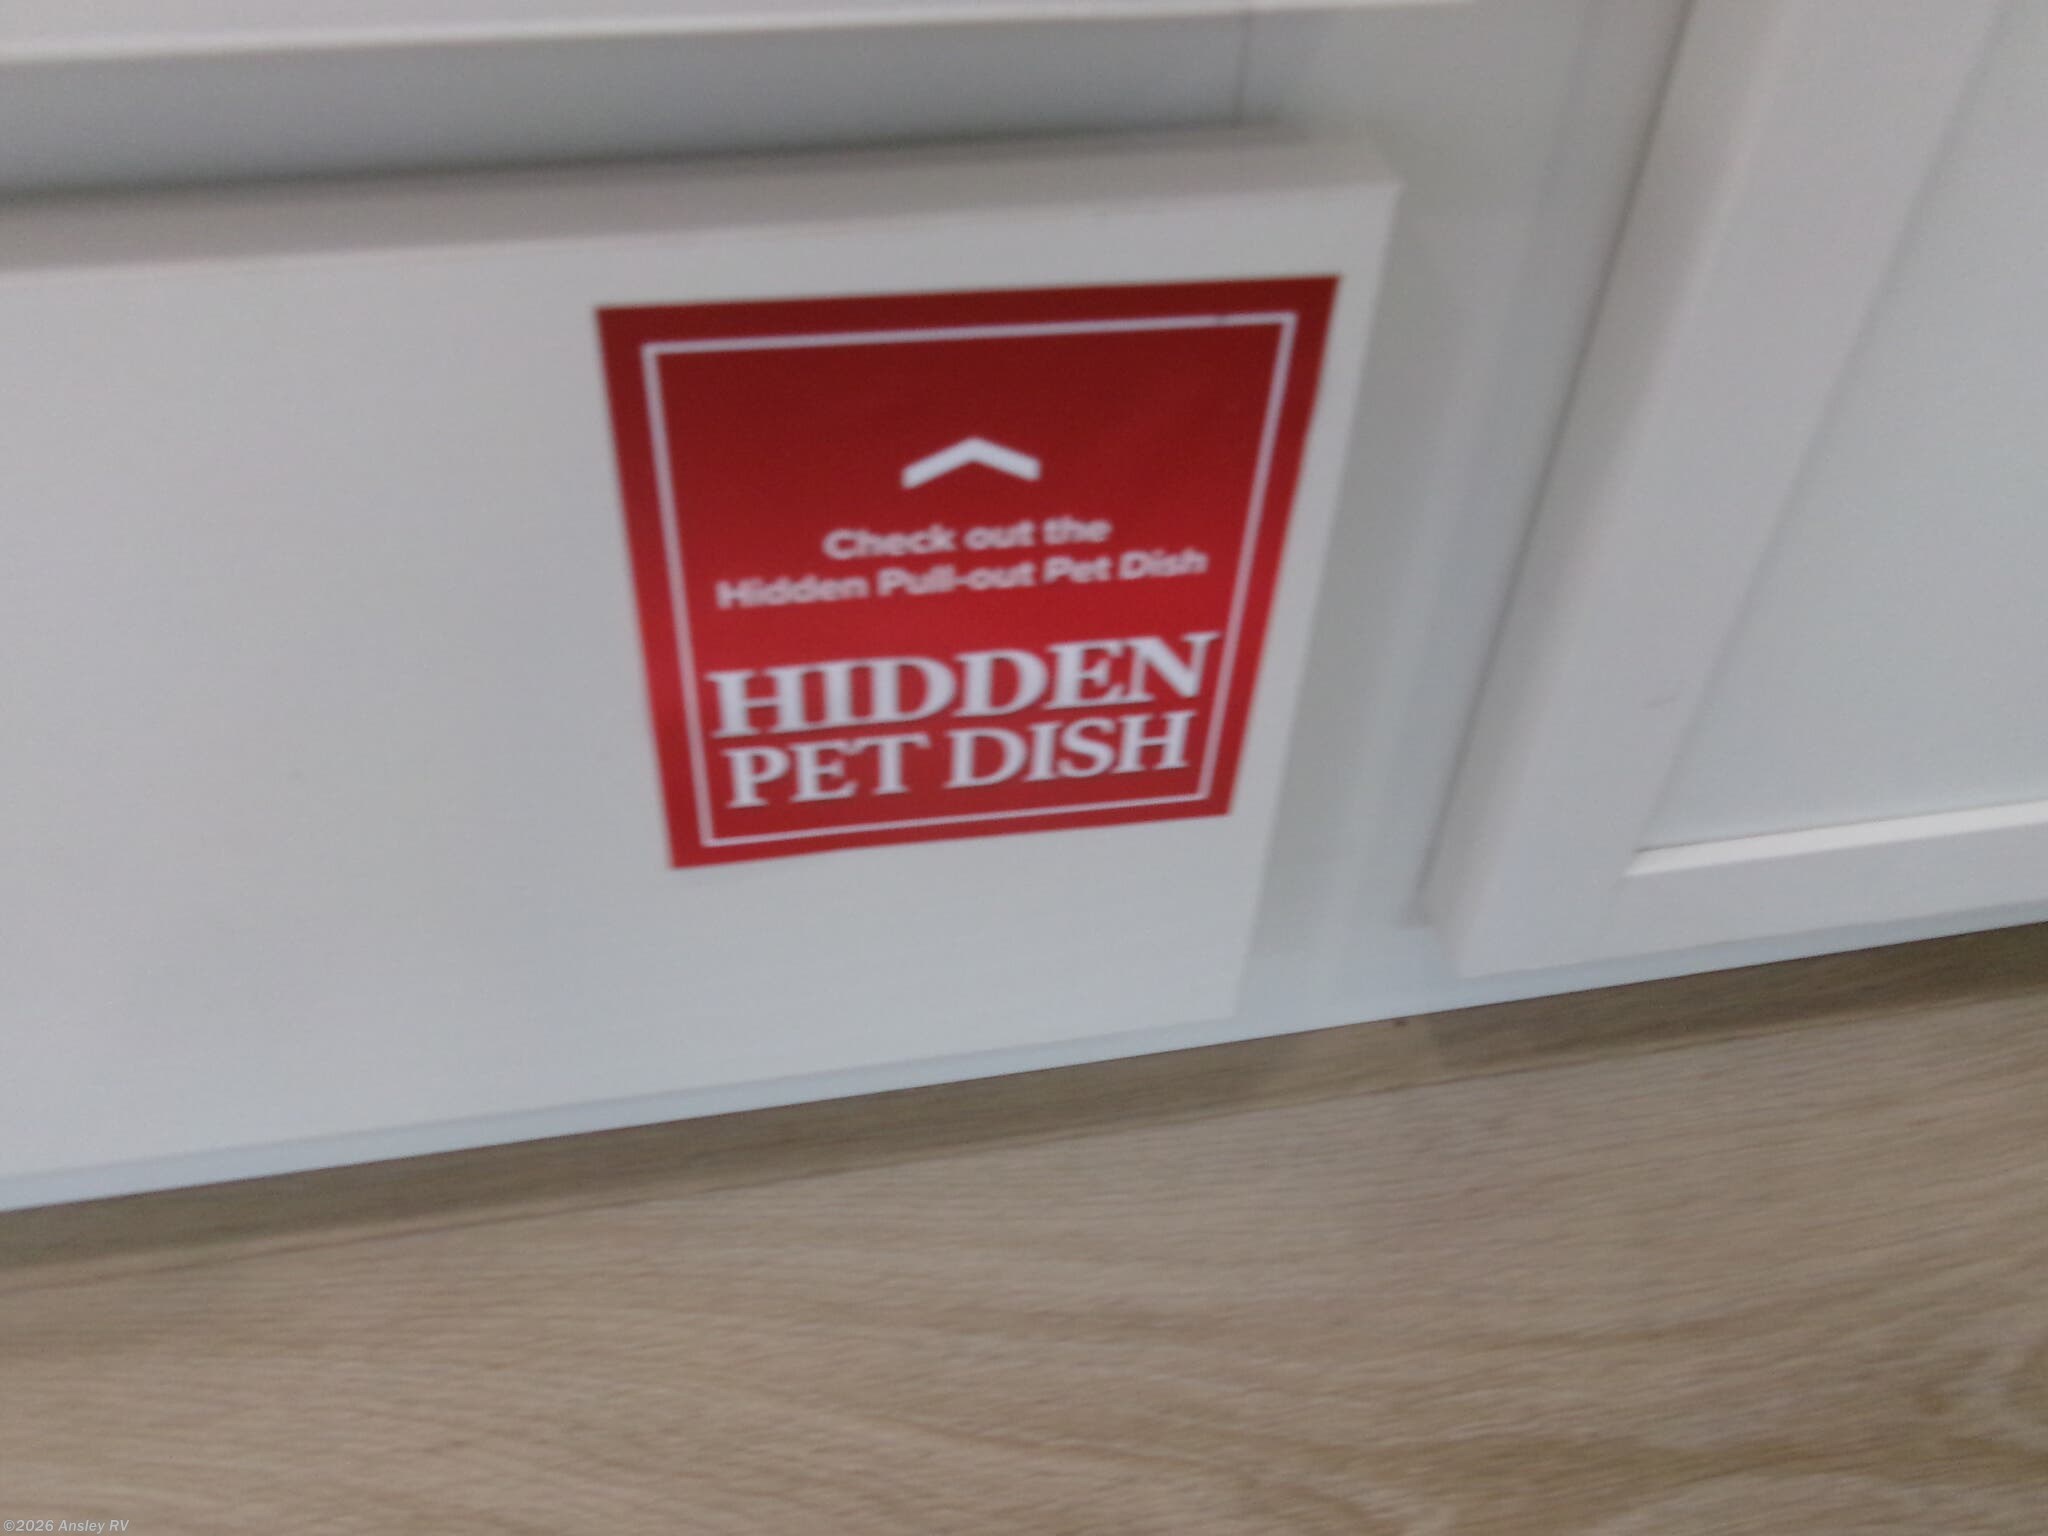 Check out the
Hidden Pull-out Pet Dish
HIDDEN
PET DISH
©2026 Ansley RV